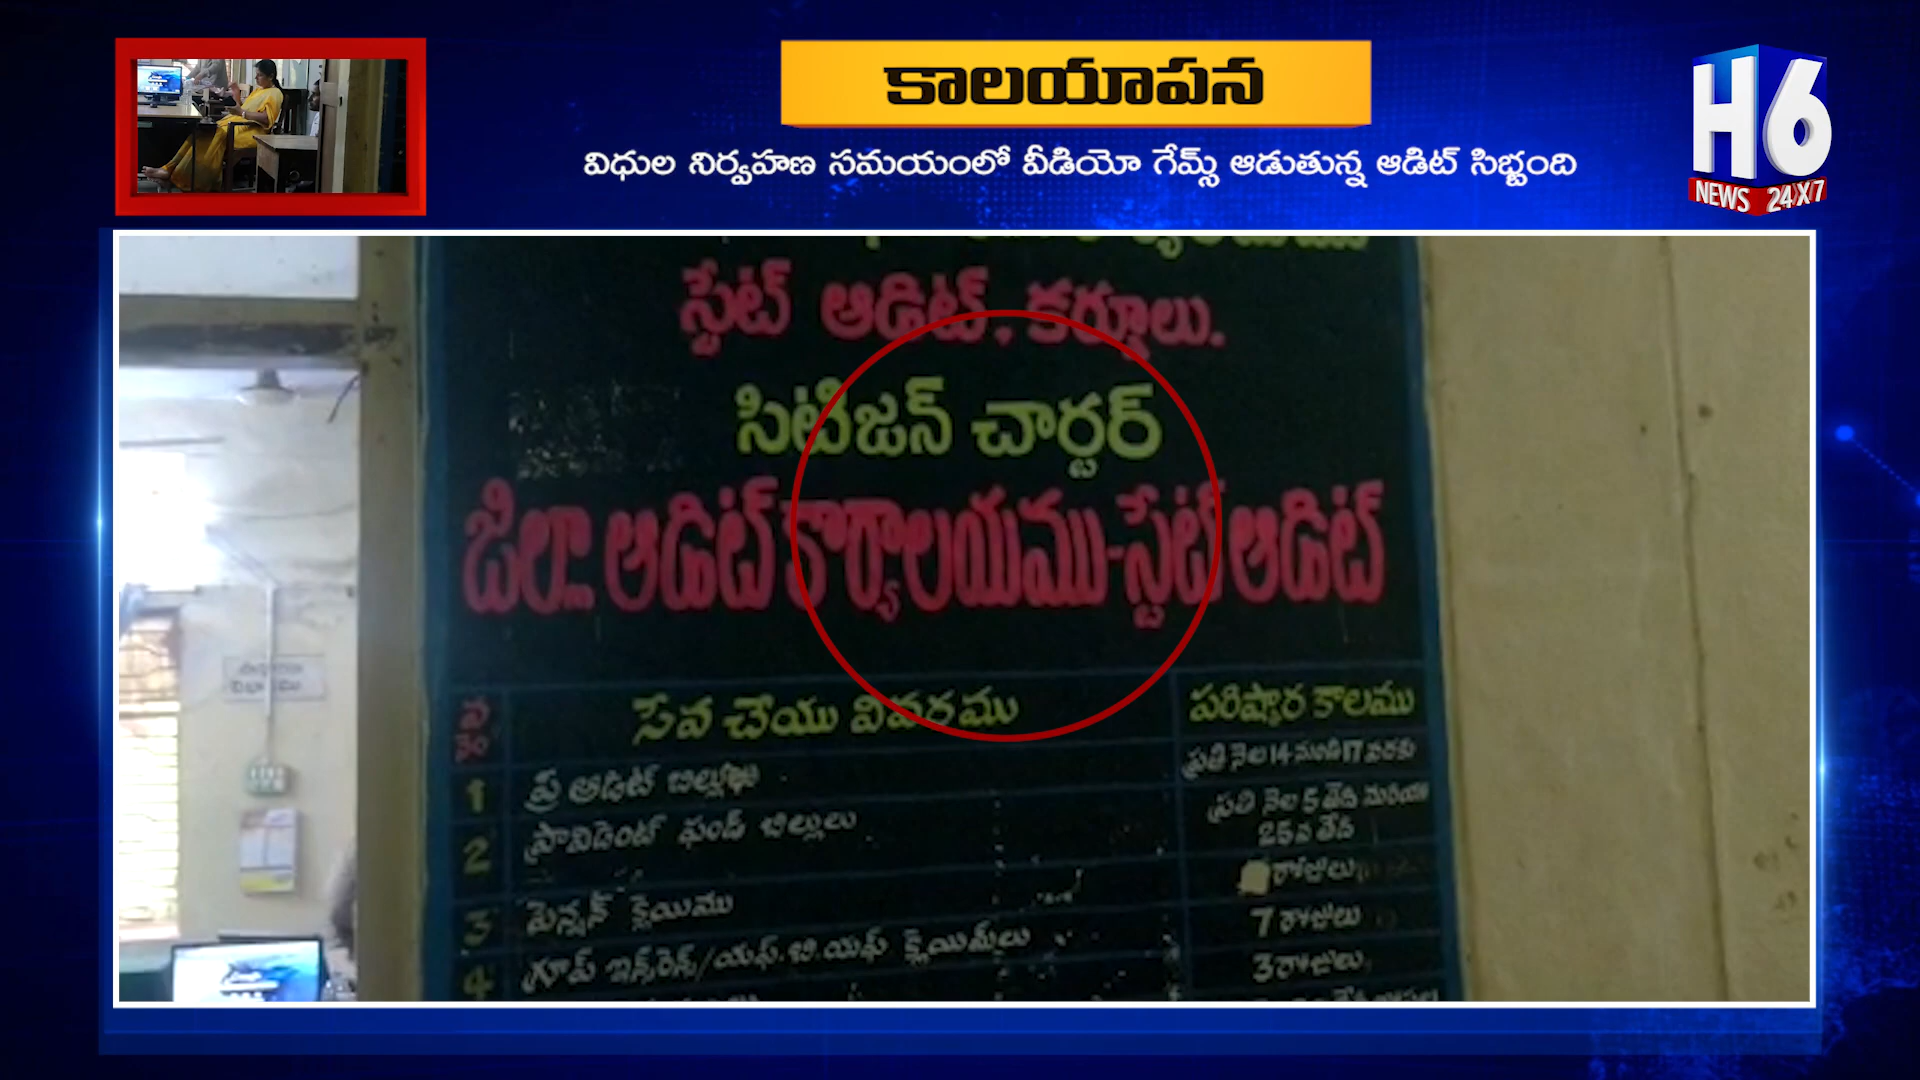 కాలయాపన
విధుల నిర్వహణ సమయంలో వీడియో గేమ్స్ ఆడుతున్న ఆడిట్ సిబ్బంది
H6
NEWS 24X7
స్టేట్ ఆడిట్, కర్నూలు.
సిటిజన్ చార్టర్
జిల్లా ఆడిట్ కార్యాలయము-స్టేట్ ఆడిట్
సేవ చేయు వివరము పరిష్కార కాలము
1 ప్రీ ఆడిట్ బిల్లులు ప్రతి నెల 14 నుండి 17 వరకు
2 ప్రావిడెంట్ ఫండ్ బిల్లులు ప్రతి నెల 5 తేది మరియు
25వ తేది
రోజులు
3 పెన్షన్ క్లెయిము 7 రోజులు
4 గ్రూప్ ఇన్సురెన్స్/యఫ్.బి.యఫ్ క్లెయిమ్‌లు 3 రోజులు